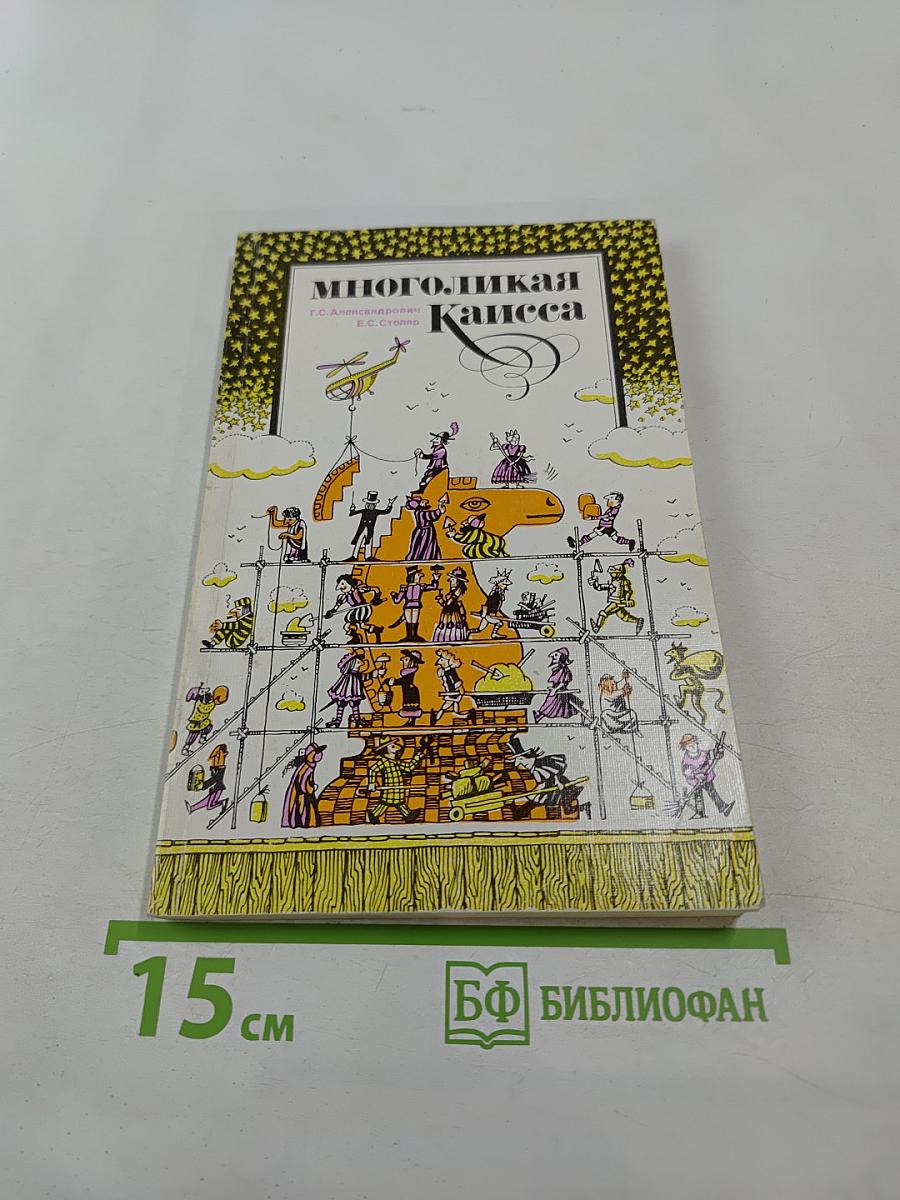 многоликая
Г.С.Александрович
Е.С.Столяр
Каисса
15 см
БФ БИБЛИОФАН